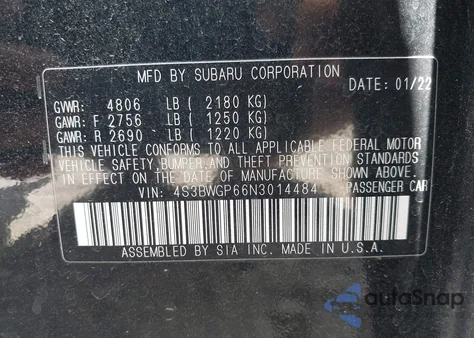 MFD BY SUBARU CORPORATION
DATE: 01/22
GVWR: 4806 LB ( 2180 KG)
GAWR: F 2756 LB ( 1250 KG)
GAWR: R 2690 LB ( 1220 KG)
THIS VEHICLE CONFORMS TO ALL APPLICABLE FEDERAL MOTOR
VEHICLE SAFETY,BUMPER,AND THEFT PREVENTION STANDARDS
IN EFFECT ON THE DATE OF MANUFACTURE SHOWN ABOVE.
VIN: 4S3BWGP66N3014484 PASSENGER CAR
ASSEMBLED BY SIA INC. MADE IN U.S.A.
autoSnap